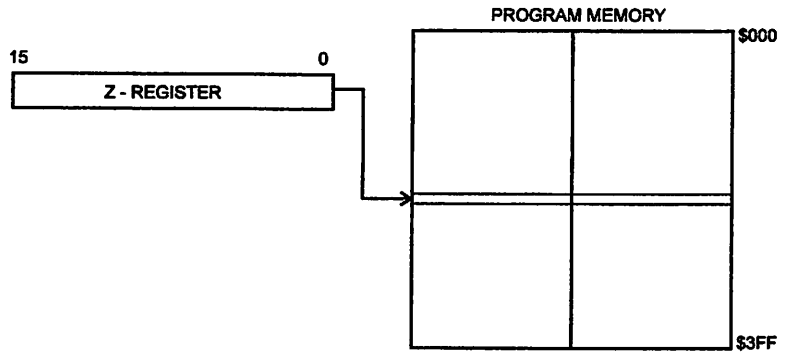 PROGRAM MEMORY
$000
15 0
Z - REGISTER
$3FF